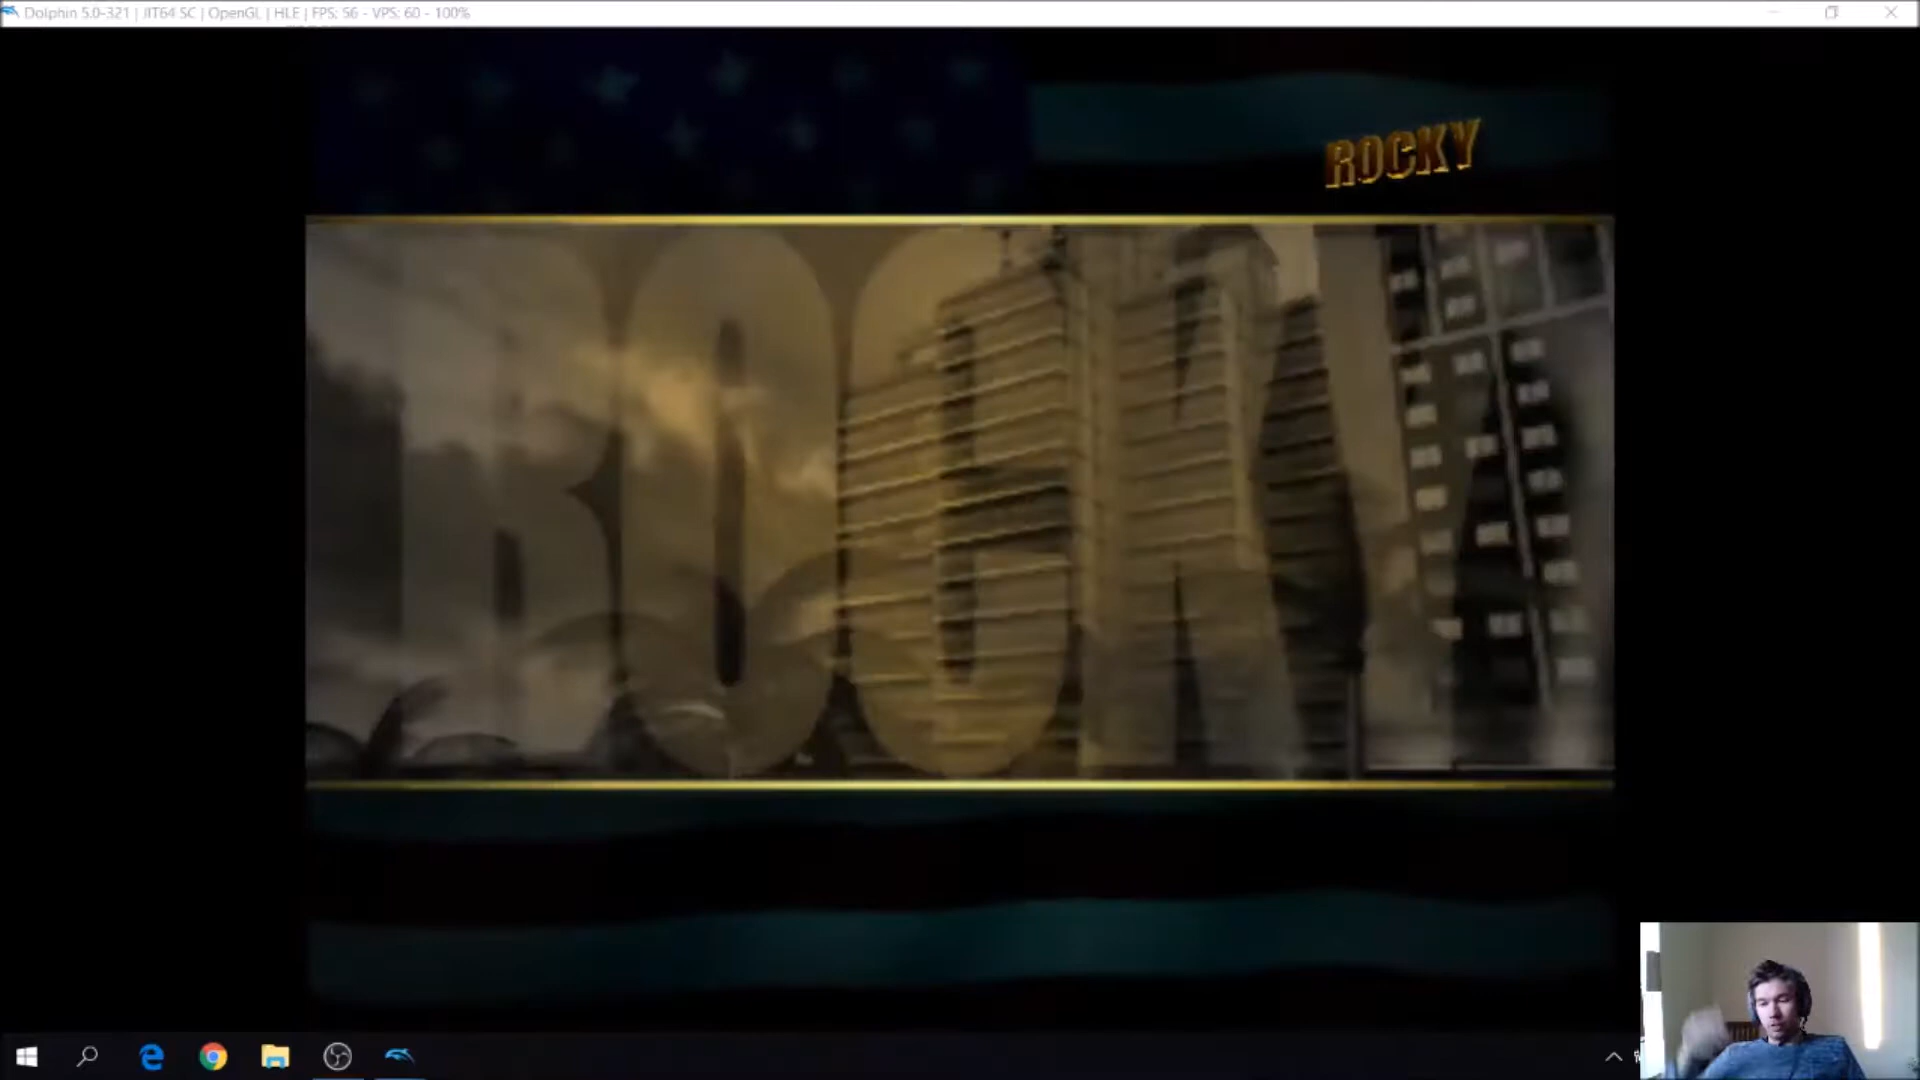 Dolphin 5.0-321 | JIT64 SC | OpenGL | HLE | FPS: 56 - VPS: 60 - 100%
ROCKY
ROCKY